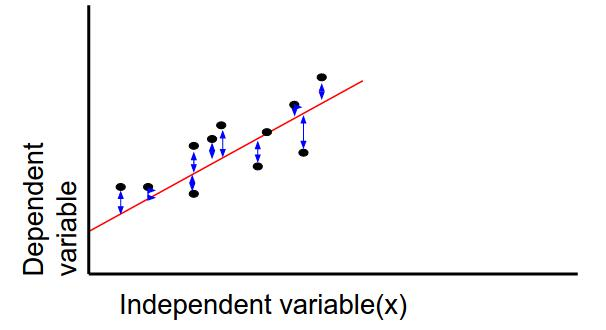 Dependent
variable
Independent variable(x)